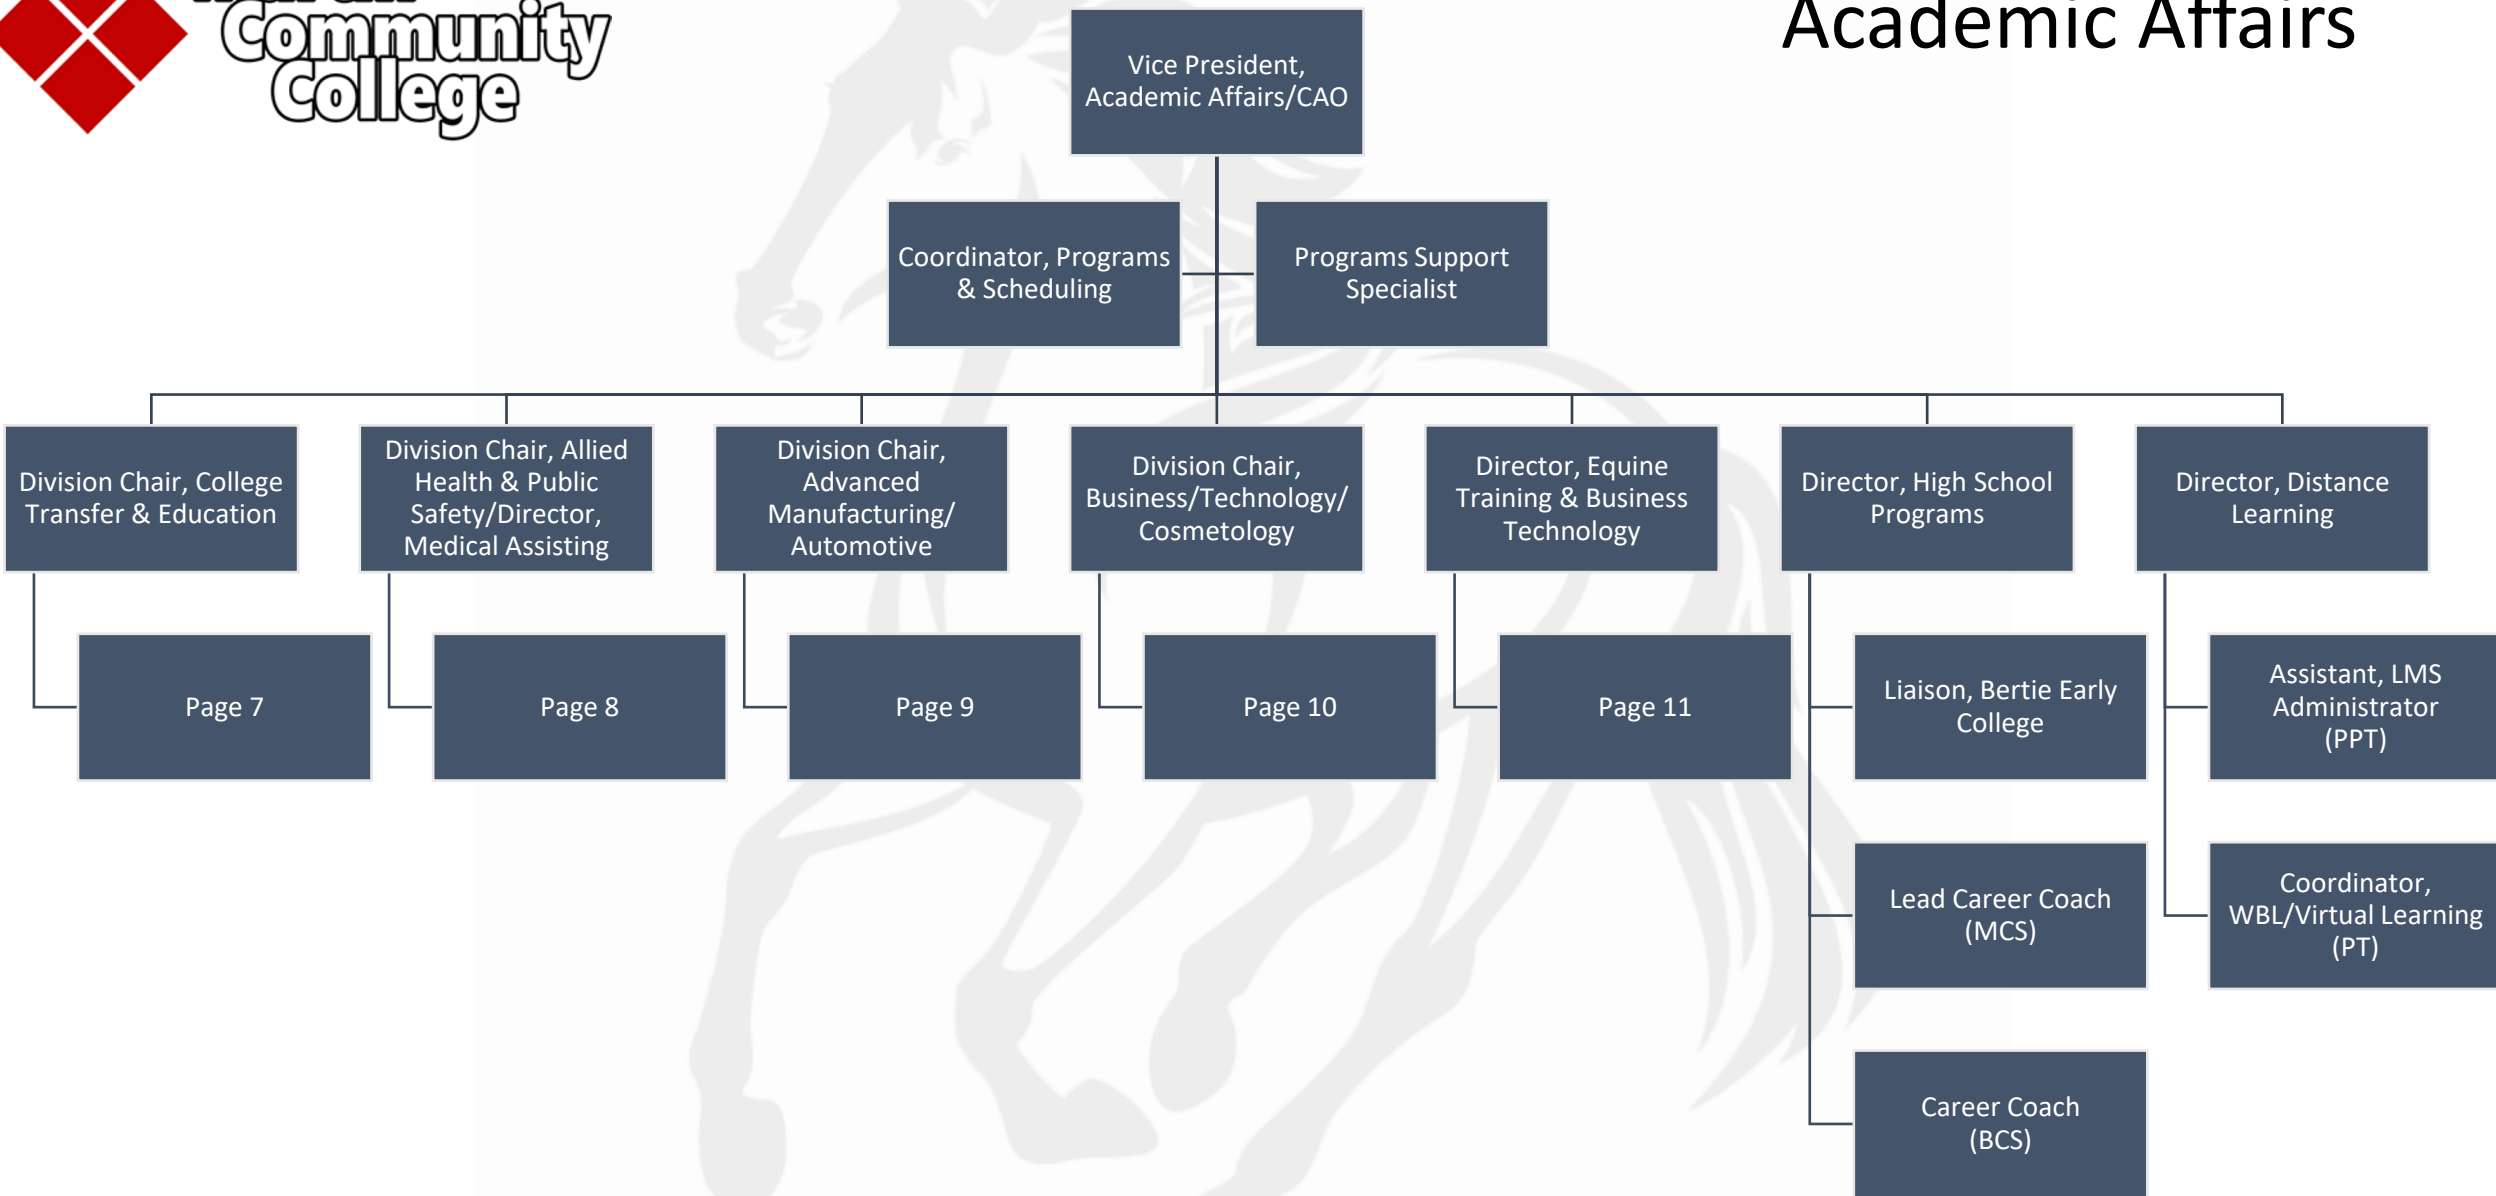 Community
College
Academic Affairs
Vice President,
Academic Affairs/CAO
Coordinator, Programs
& Scheduling
Programs Support
Specialist
Division Chair, College
Transfer & Education
Division Chair, Allied
Health & Public
Safety/Director,
Medical Assisting
Division Chair,
Advanced
Manufacturing/
Automotive
Division Chair,
Business/Technology/
Cosmetology
Director, Equine
Training & Business
Technology
Director, High School
Programs
Director, Distance
Learning
Page 7
Page 8
Page 9
Page 10
Page 11
Liaison, Bertie Early
College
Assistant, LMS
Administrator
(PPT)
Lead Career Coach
(MCS)
Coordinator,
WBL/Virtual Learning
(PT)
Career Coach
(BCS)